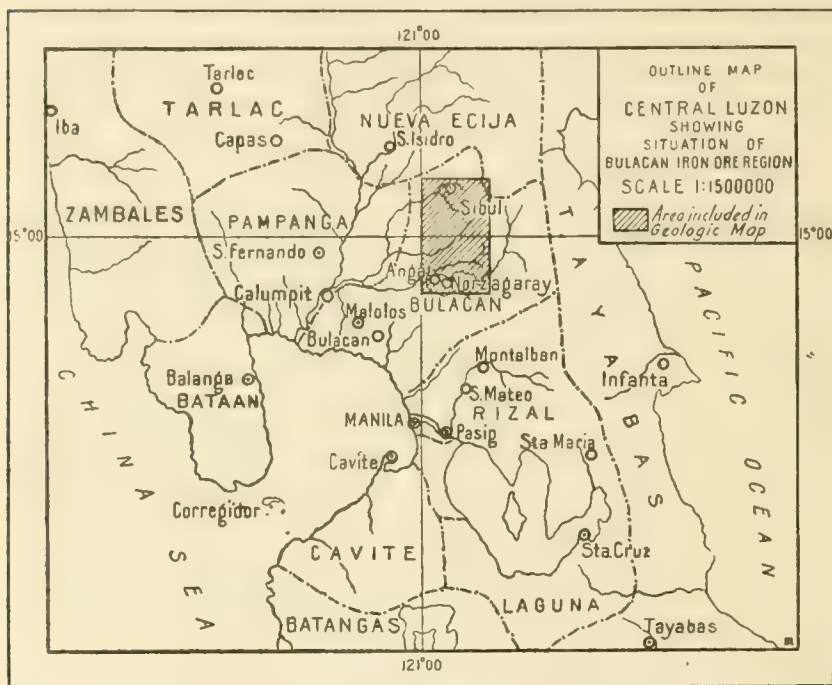 121°00
OUTLINE MAP
OF
CENTRAL LUZON
SHOWING
SITUATION OF
BULACAN IRON ORE REGION
SCALE 1:1500000
Area included in
Geologic Map
Tarlac
TARLAC
Iba
Capas
NUEVA ECIJA
S. Isidro
ZAMBALES
PAMPANGA
Sibul
15°00
15°00
S. Fernando
Angat
Norzagaray
Calumpit
BULACAN
Malolos
Bulacan
TAYABAS
PACIFIC OCEAN
Montalban
Infanta
Balanga
BATAAN
S. Mateo
RIZAL
MANILA
Pasig
Sta Maria
Cavite
CHINA SEA
Corregidor
CAVITE
Sta. Cruz
BATANGAS
LAGUNA
Tayabas
121°00